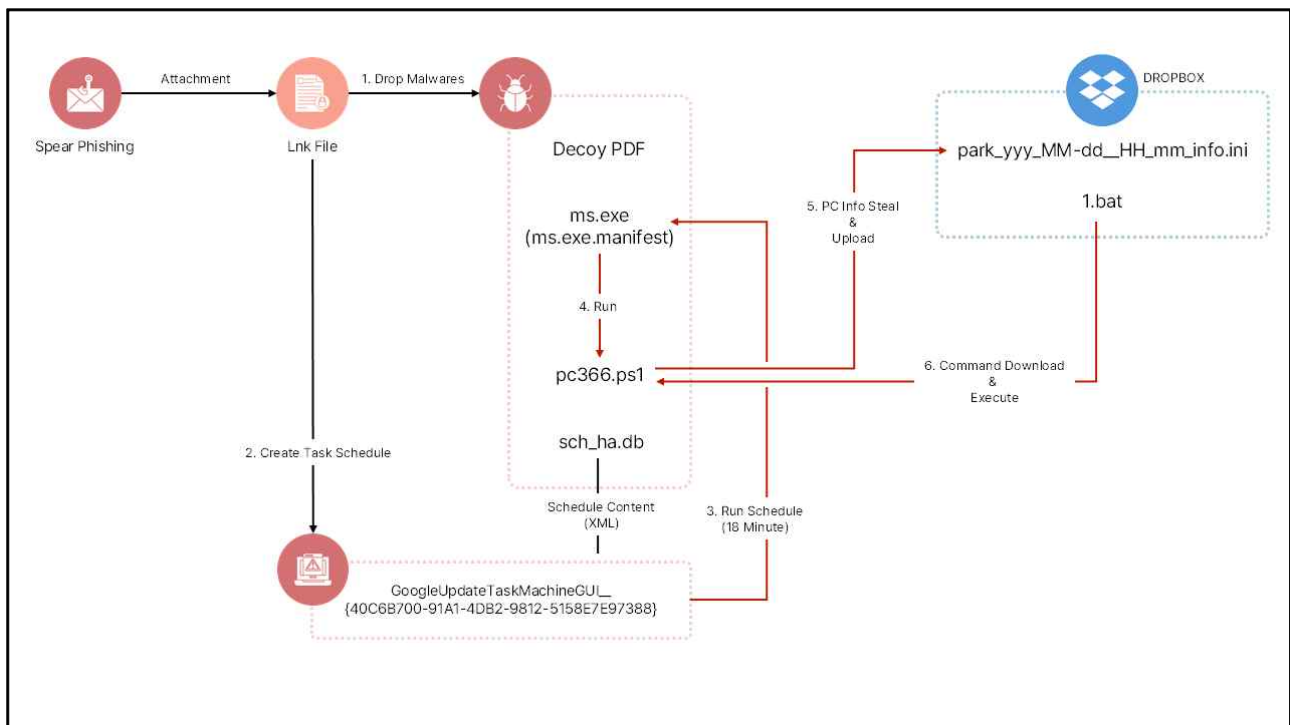 Attachment
1. Drop Malwares
DROPBOX
Spear Phishing
Lnk File
Decoy PDF
park_yyy_MM-dd__HH_mm_info.ini
ms.exe
(ms.exe.manifest)
5. PC Info Steal
&
Upload
1.bat
4. Run
pc366.ps1
6. Command Download
&
Execute
2. Create Task Schedule
sch_ha.db
Schedule Content
(XML)
3. Run Schedule
(18 Minute)
GoogleUpdateTaskMachineGUI__
{40C6B700-91A1-4DB2-9812-5158E7E97388}